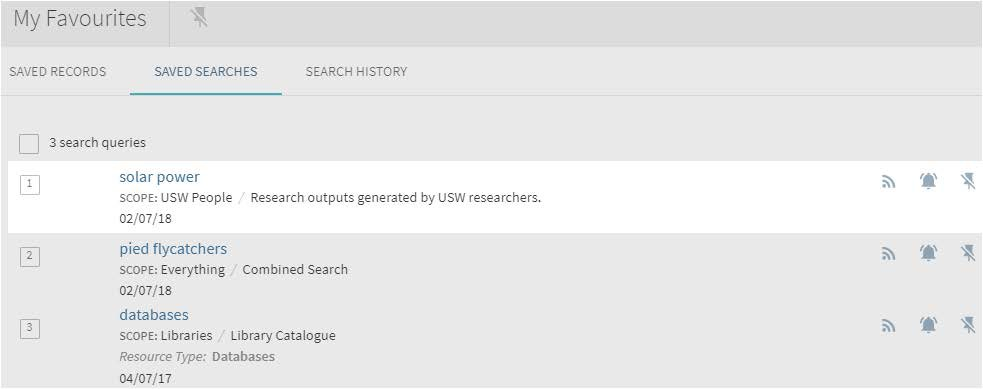 My Favourites
SAVED RECORDS SAVED SEARCHES SEARCH HISTORY
3 search queries
1 solar power
SCOPE: USW People / Research outputs generated by USW researchers.
02/07/18
2 pied flycatchers
SCOPE: Everything / Combined Search
02/07/18
3 databases
SCOPE: Libraries / Library Catalogue
Resource Type: Databases
04/07/17